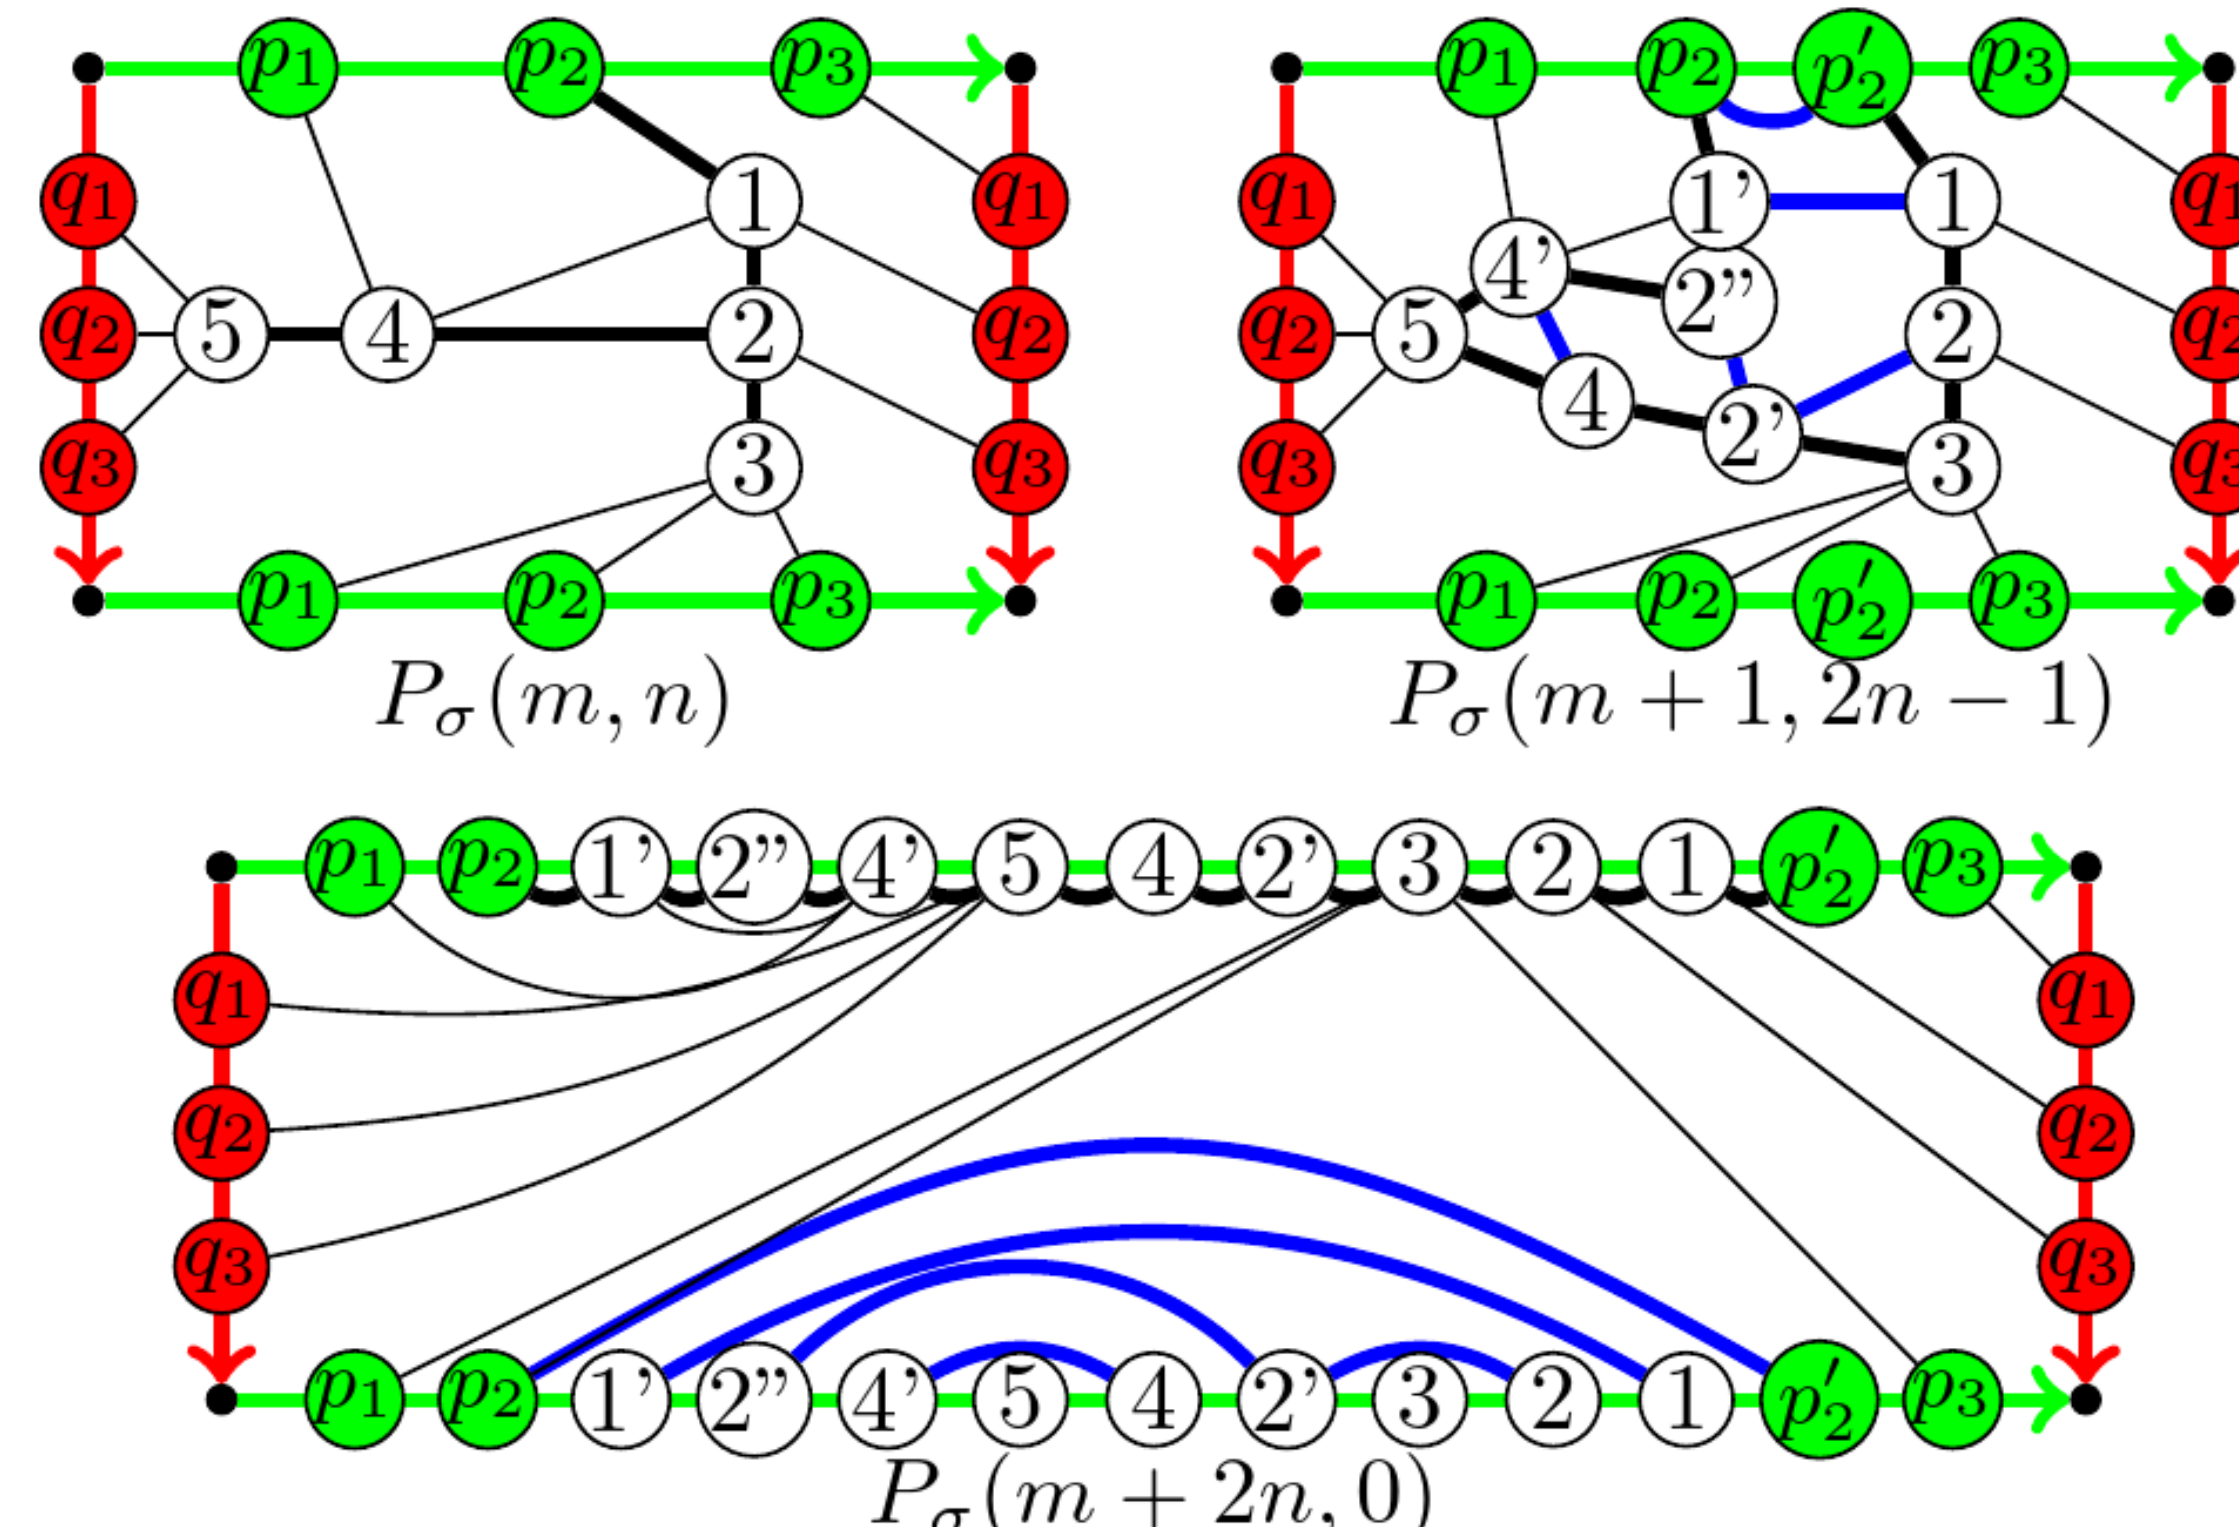 p₁ p₂ p₃ p₁ p₂ p′₂ p₃
q₁ 1 q₁ q₁ 1’ 1 q₁
4’ 2”
q₂ 5 4 2 q₂ q₂ 5 2 q₂
4 2’
q₃ 3 q₃ q₃ 3 q₃
p₁ p₂ p₃ p₁ p₂ p′₂ p₃
P_σ(m, n) P_σ(m + 1, 2n − 1)
p₁ p₂ 1’ 2” 4’ 5 4 2’ 3 2 1 p′₂ p₃
q₁ q₁
q₂ q₂
q₃ q₃
p₁ p₂ 1’ 2” 4’ 5 4 2’ 3 2 1 p′₂ p₃
P_σ(m + 2n, 0)